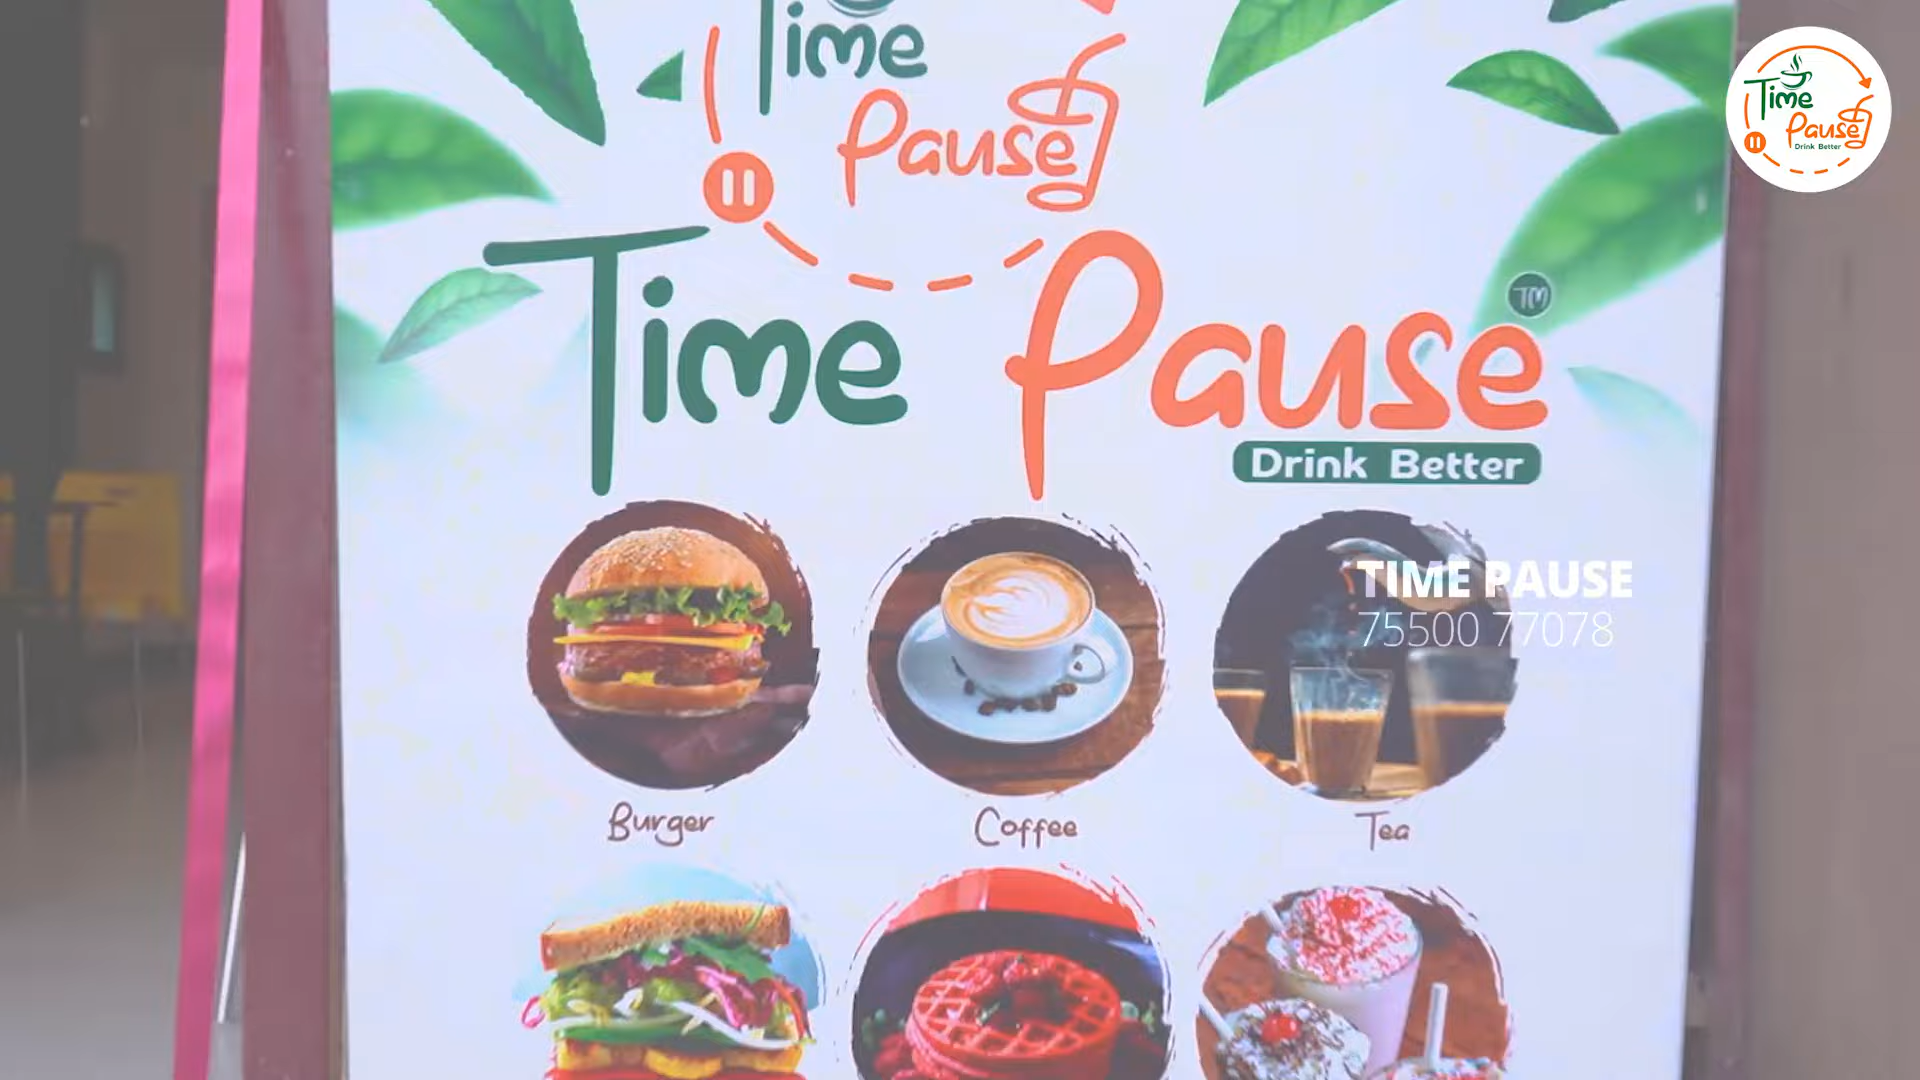 Time
Pause
Time Pause
TM
Drink Better
Burger
Coffee
Tea
TIME PAUSE
75500 77078
Time
Pause
Drink Better